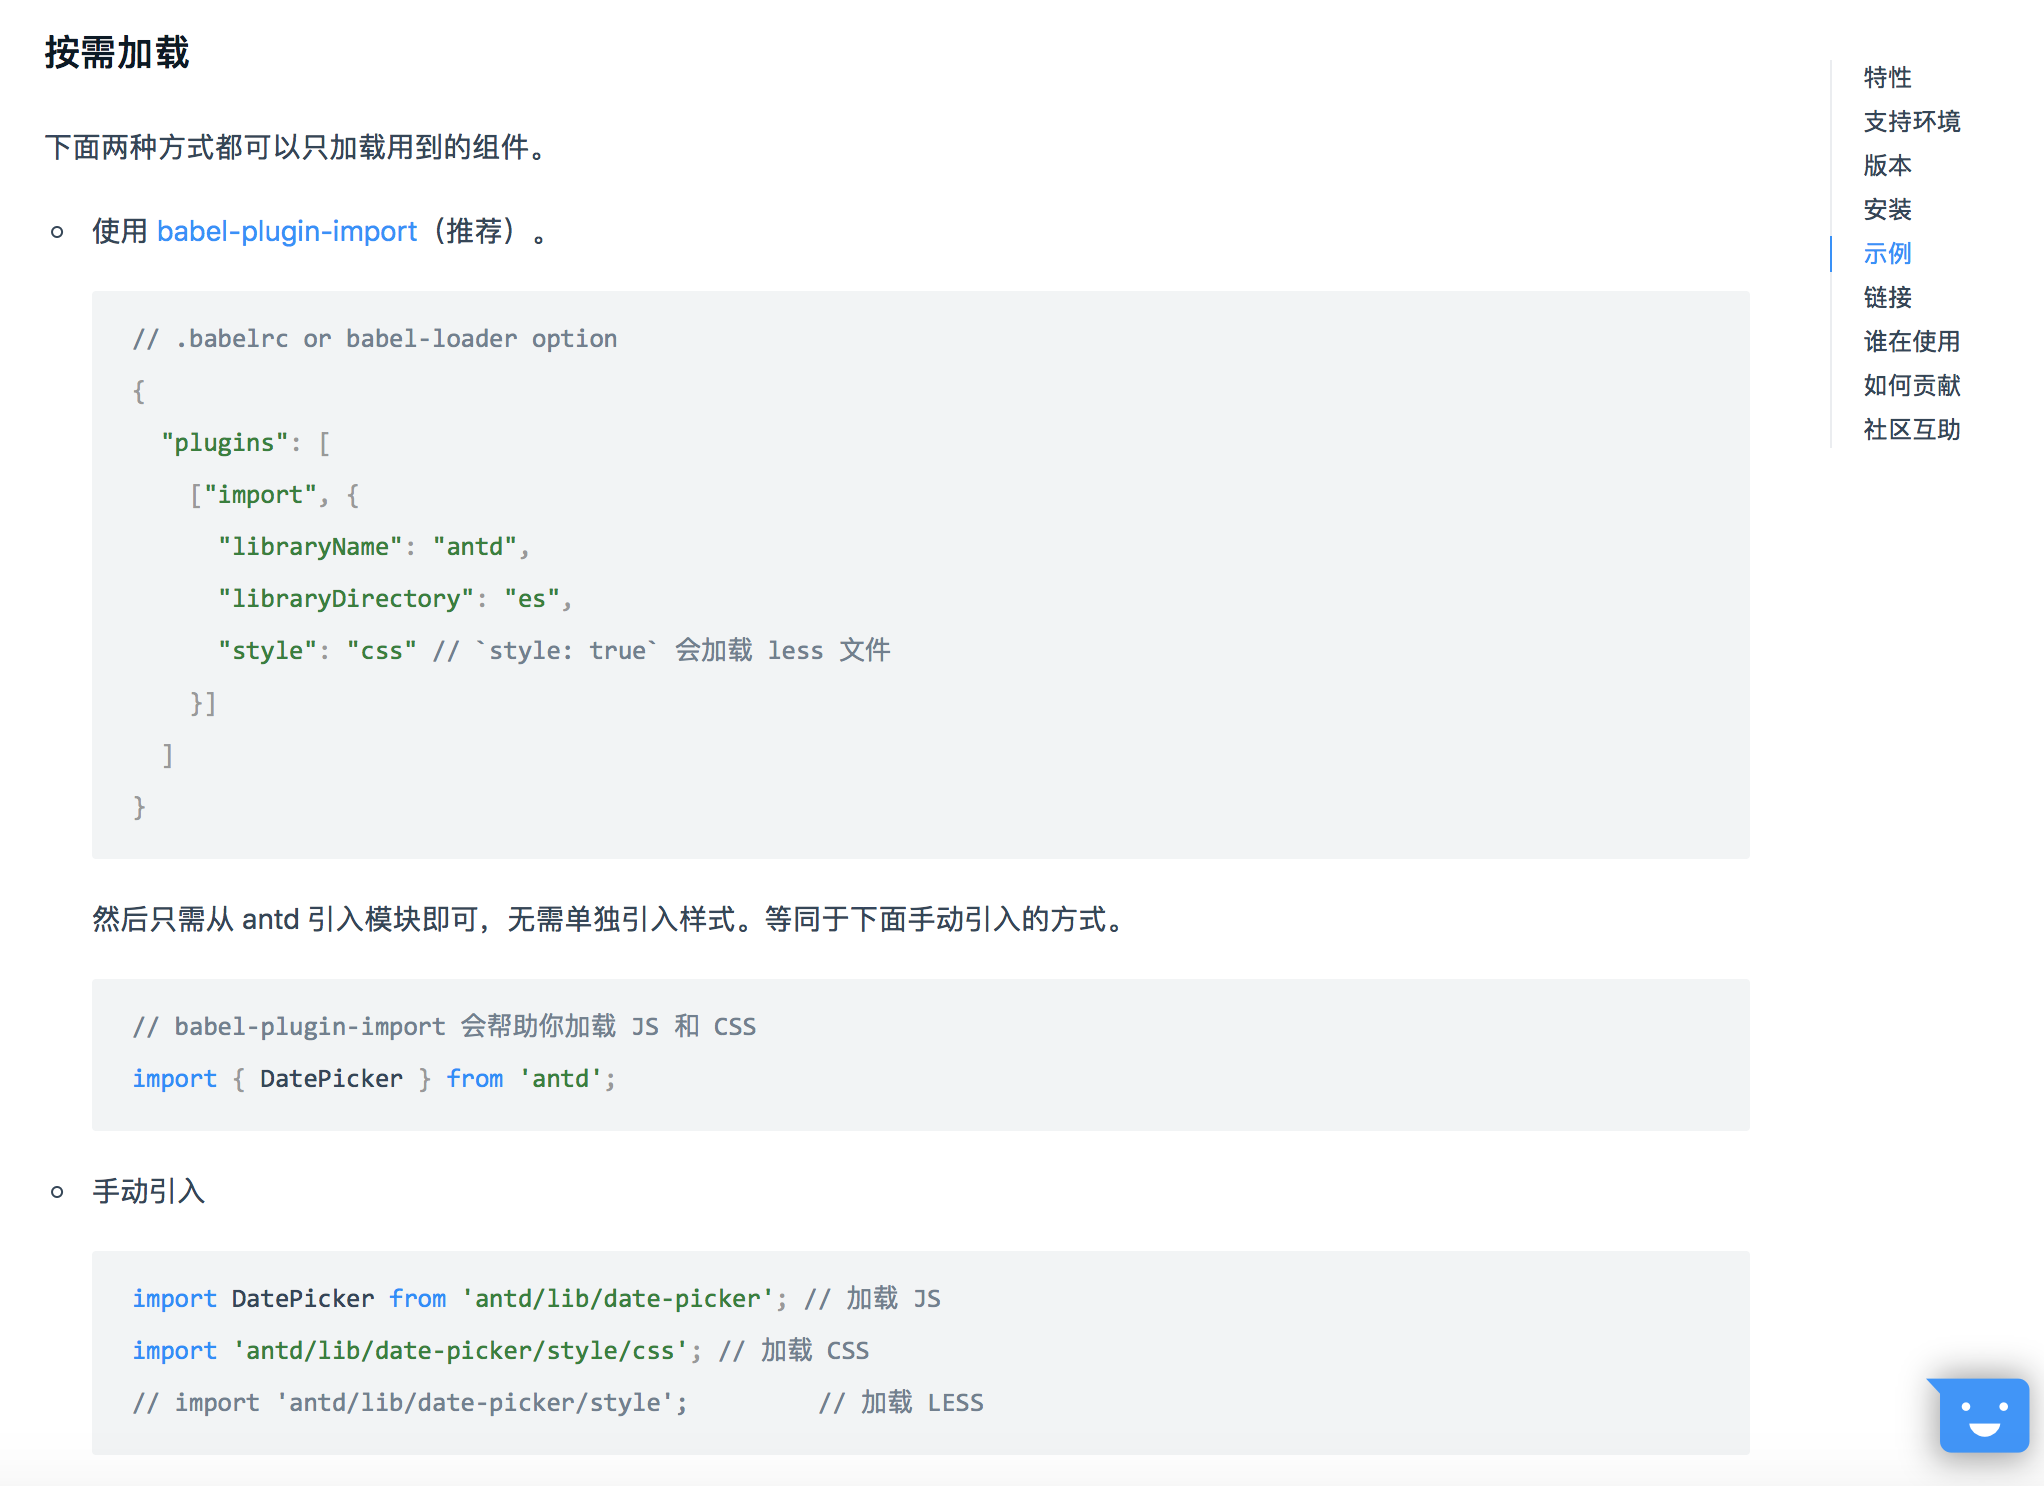 按需加载
下面两种方式都可以只加载用到的组件。
使用 babel-plugin-import（推荐）。
// .babelrc or babel-loader option
{
  "plugins": [
    ["import", {
      "libraryName": "antd",
      "libraryDirectory": "es",
      "style": "css" // `style: true` 会加载 less 文件
    }]
  ]
}
然后只需从 antd 引入模块即可，无需单独引入样式。等同于下面手动引入的方式。
// babel-plugin-import 会帮助你加载 JS 和 CSS
import { DatePicker } from 'antd';
手动引入
import DatePicker from 'antd/lib/date-picker'; // 加载 JS
import 'antd/lib/date-picker/style/css'; // 加载 CSS
// import 'antd/lib/date-picker/style';         // 加载 LESS
特性
支持环境
版本
安装
示例
链接
谁在使用
如何贡献
社区互助